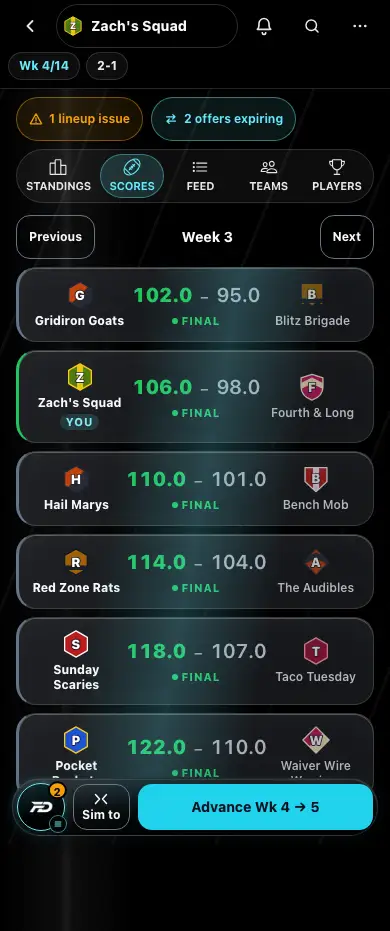 Z
Zach's Squad
Wk 4/14
2-1
1 lineup issue
2 offers expiring
STANDINGS
SCORES
FEED
TEAMS
PLAYERS
Previous
Week 3
Next
G
102.0 – 95.0
B
Gridiron Goats
FINAL
Blitz Brigade
Z
106.0 – 98.0
F
Zach's Squad
FINAL
Fourth & Long
YOU
H
110.0 – 101.0
B
Hail Marys
FINAL
Bench Mob
R
114.0 – 104.0
A
Red Zone Rats
FINAL
The Audibles
S
118.0 – 107.0
T
Sunday
Scaries
FINAL
Taco Tuesday
P
122.0 – 110.0
W
Pocket
FINAL
Waiver Wire
2
Sim to
Advance Wk 4 → 5